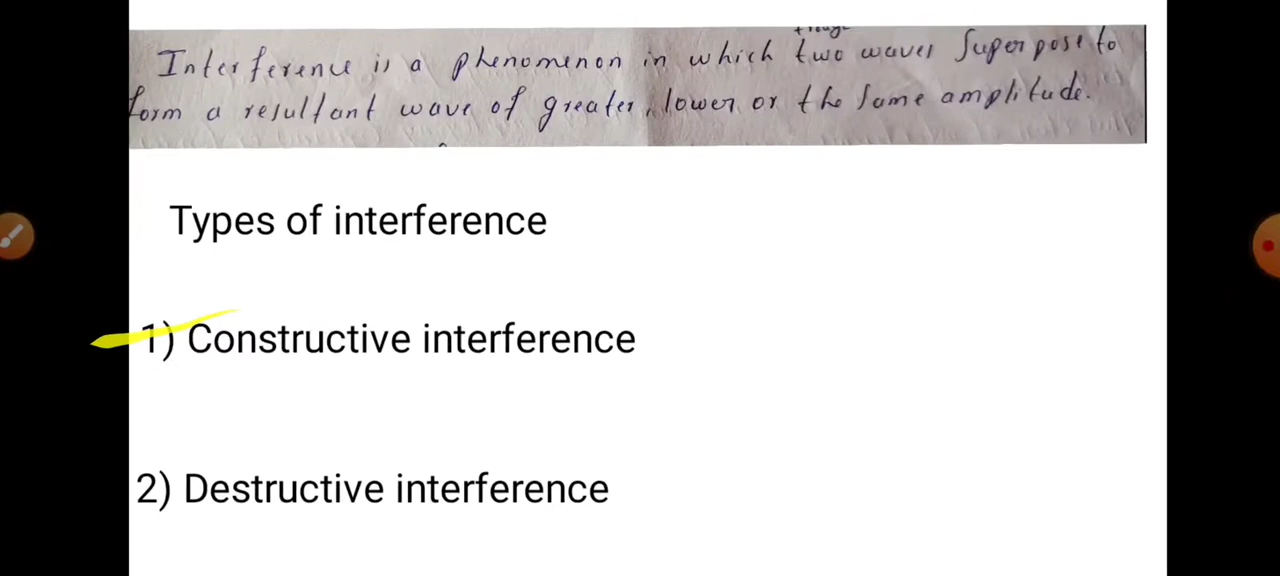 Interference is a phenomenon in which two waves superpose to
form a resultant wave of greater, lower or the same amplitude.
Types of interference
1) Constructive interference
2) Destructive interference